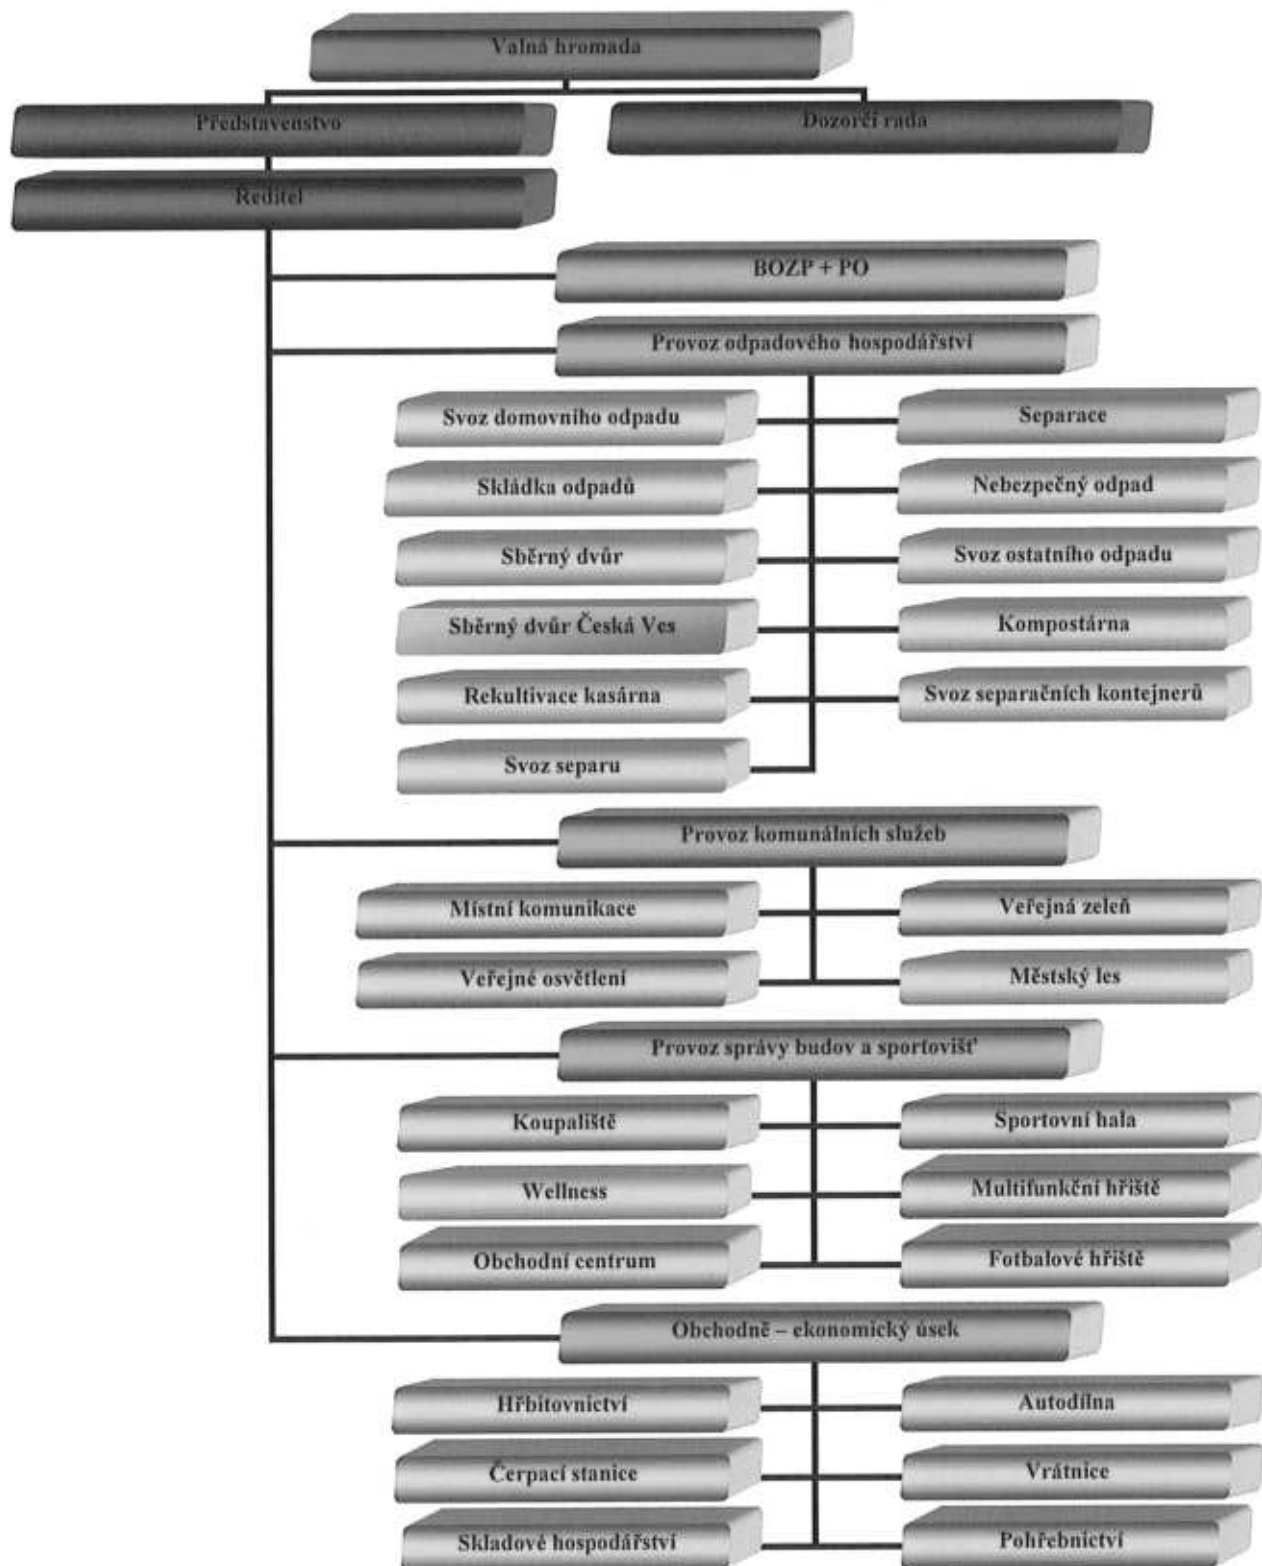 Valná hromada
Představenstvo
Dozorčí rada
Ředitel
BOZP + PO
Provoz odpadového hospodářství
Svoz domovního odpadu
Separace
Skládka odpadů
Nebezpečný odpad
Sběrný dvůr
Svoz ostatního odpadu
Sběrný dvůr Česká Ves
Kompostárna
Rekultivace kasárna
Svoz separačních kontejnerů
Svoz separu
Provoz komunálních služeb
Místní komunikace
Veřejná zeleň
Veřejné osvětlení
Městský les
Provoz správy budov a sportovišť
Koupaliště
Sportovní hala
Wellness
Multifunkční hřiště
Obchodní centrum
Fotbalové hřiště
Obchodně – ekonomický úsek
Hřbitovnictví
Autodílna
Čerpací stanice
Vrátnice
Skladové hospodářství
Pohřebnictví